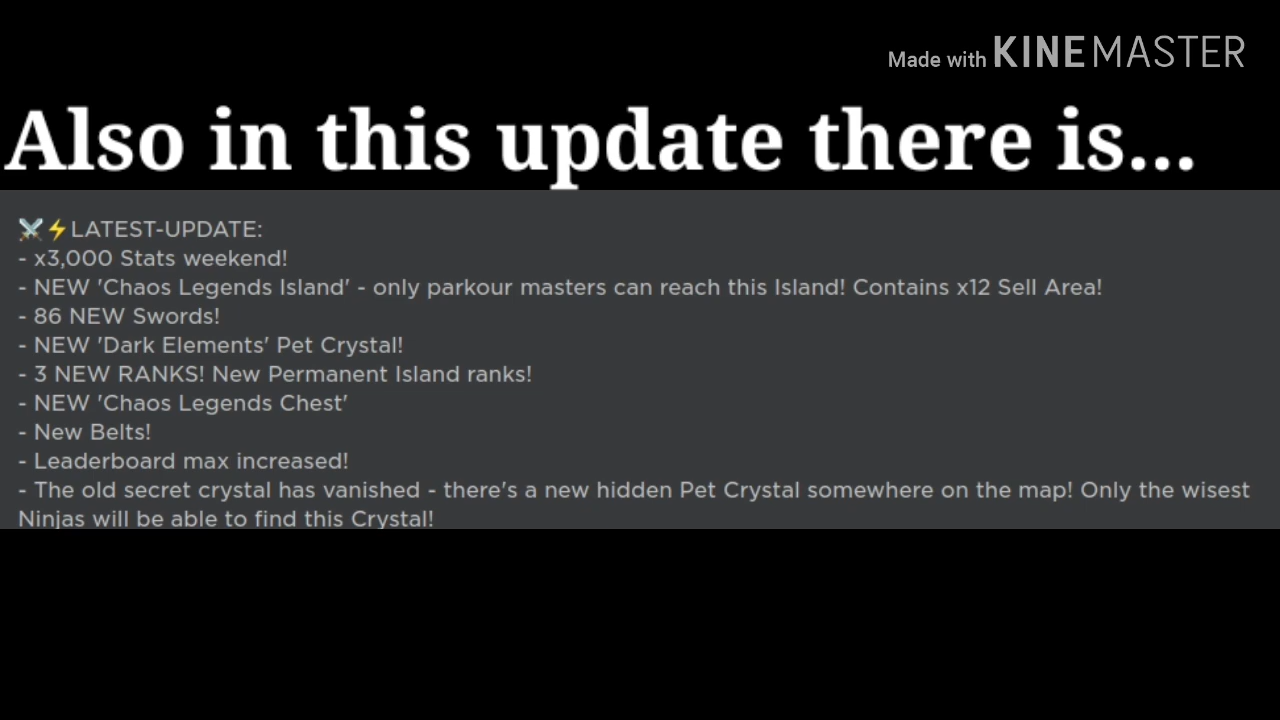 Made with KINEMASTER
Also in this update there is...
⚔️⚡LATEST-UPDATE:
- x3,000 Stats weekend!
- NEW 'Chaos Legends Island' - only parkour masters can reach this Island! Contains x12 Sell Area!
- 86 NEW Swords!
- NEW 'Dark Elements' Pet Crystal!
- 3 NEW RANKS! New Permanent Island ranks!
- NEW 'Chaos Legends Chest'
- New Belts!
- Leaderboard max increased!
- The old secret crystal has vanished - there's a new hidden Pet Crystal somewhere on the map! Only the wisest
Ninjas will be able to find this Crystal!